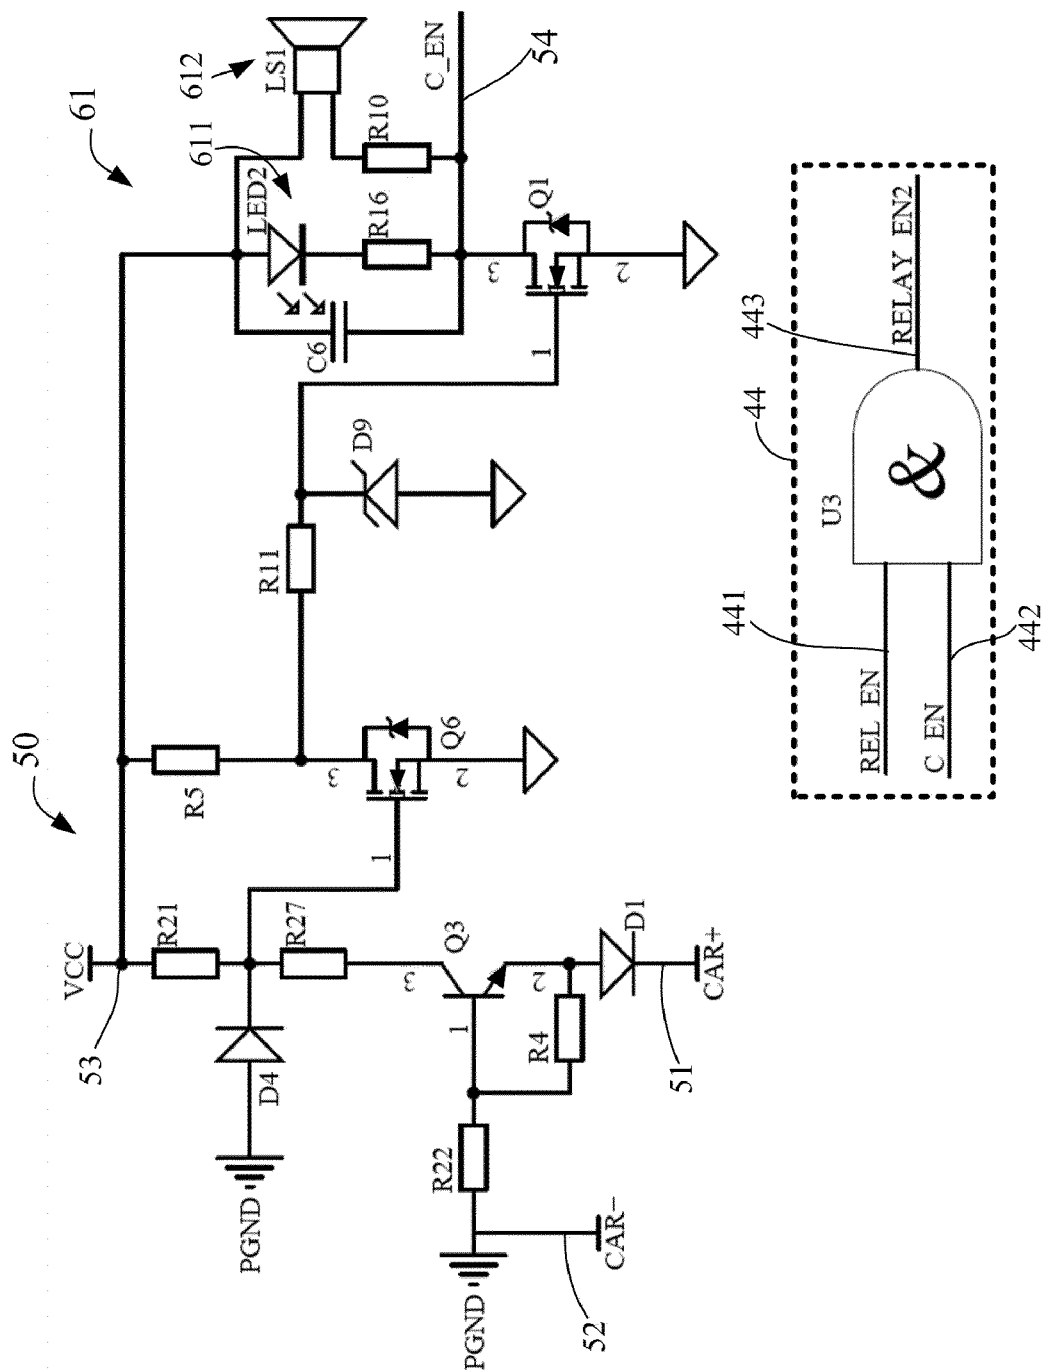 61
612
LS1
C_EN
54
611
LED2
R10
R16
C6
3
Q1
2
1
D9
R11
50
R5
3
Q6
2
1
VCC
53
R21
R27
D4
PGND
3
Q3
1
2
R4
D1
51
CAR+
R22
PGND
52
CAR-
44
443
RELAY_EN2
U3
&
441
REL_EN
442
C_EN